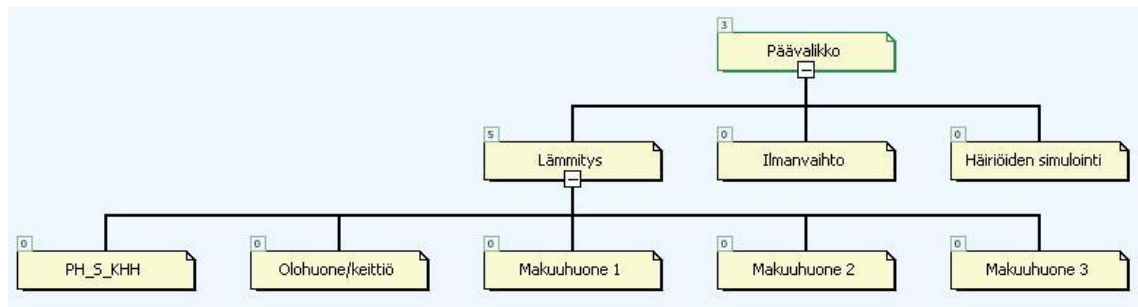 3
Päävalikko
5
Lämmitys
0
Ilmanvaihto
0
Häiriöiden simulointi
0
PH_S_KHH
0
Olohuone/keittiö
0
Makuuhuone 1
0
Makuuhuone 2
0
Makuuhuone 3